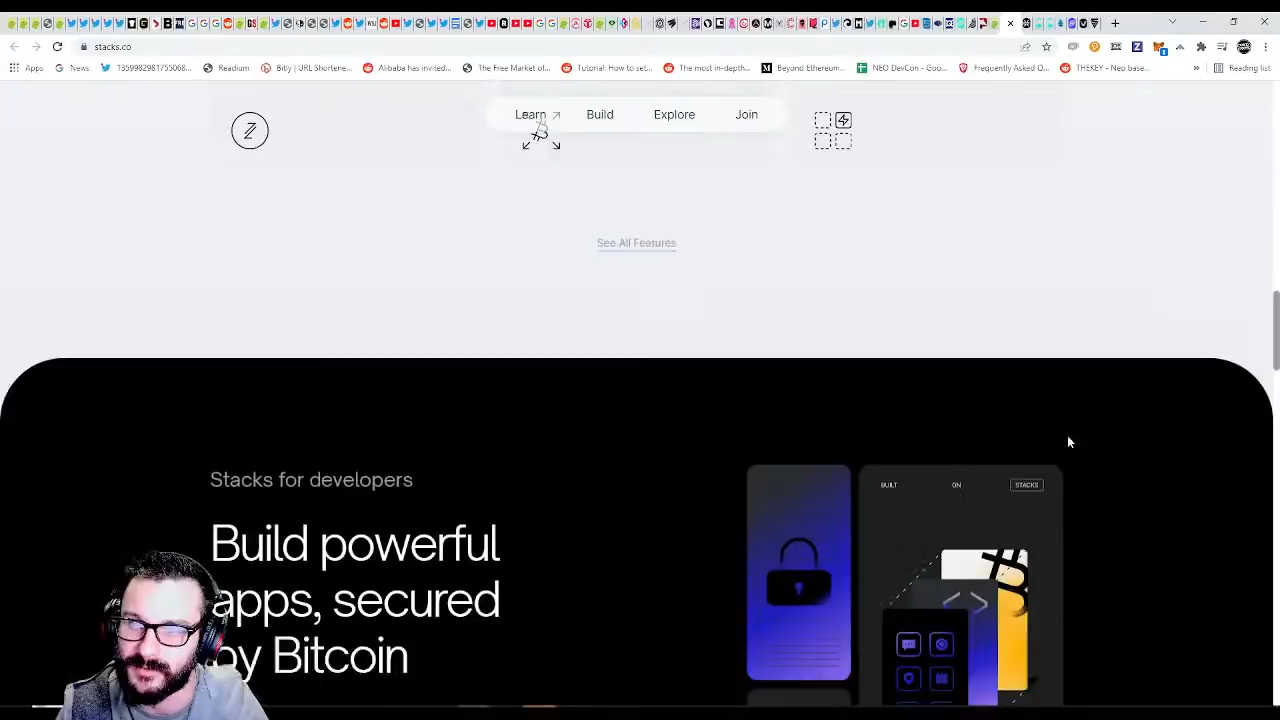 stacks.co
Apps
News
1359982981755068...
Readium
Bitly | URL Shortene...
Alibaba has invited...
The Free Market of...
Tutorial: How to set...
The most in-depth...
Beyond Ethereum...
NEO DevCon - Goo...
Frequently Asked Q...
THEKEY - Neo base...
»
Reading list
Learn
Build
Explore
Join
See All Features
Stacks for developers
BUILT
ON
STACKS
Build powerful
apps, secured
by Bitcoin